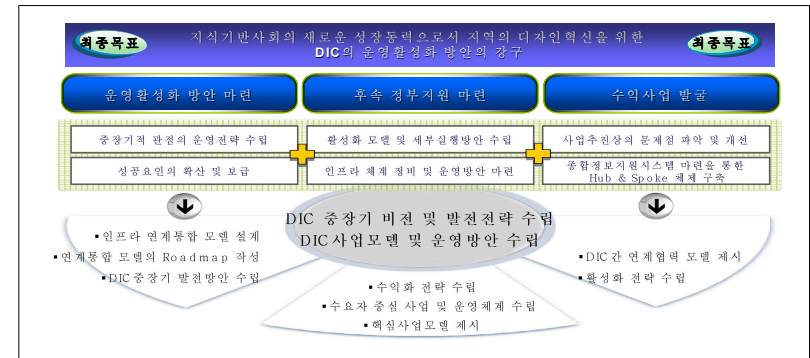 최종목표
지식기반사회의 새로운 성장동력으로서 지역의 디자인혁신을 위한
DIC의 운영활성화 방안의 강구
최종목표
운영활성화 방안 마련
후속 정부지원 마련
수익사업 발굴
중장기적 관점의 운영전략 수립
활성화 모델 및 세부실행방안 수립
사업추진상의 문제점 파악 및 개선
성공요인의 확산 및 보급
인프라 체계 정비 및 운영방안 마련
종합정보지원시스템 마련을 통한
Hub & Spoke 체제 구축
DIC 중장기 비전 및 발전전략 수립
DIC사업모델 및 운영방안 수립
▪인프라 연계통합 모델 설계
▪연계통합 모델의 Roadmap 작성
▪DIC중장기 발전방안 수립
▪DIC간 연계협력 모델 제시
▪활성화 전략 수립
▪수익화 전략 수립
▪수요자 중심 사업 및 운영체계 수립
▪핵심사업모델 제시